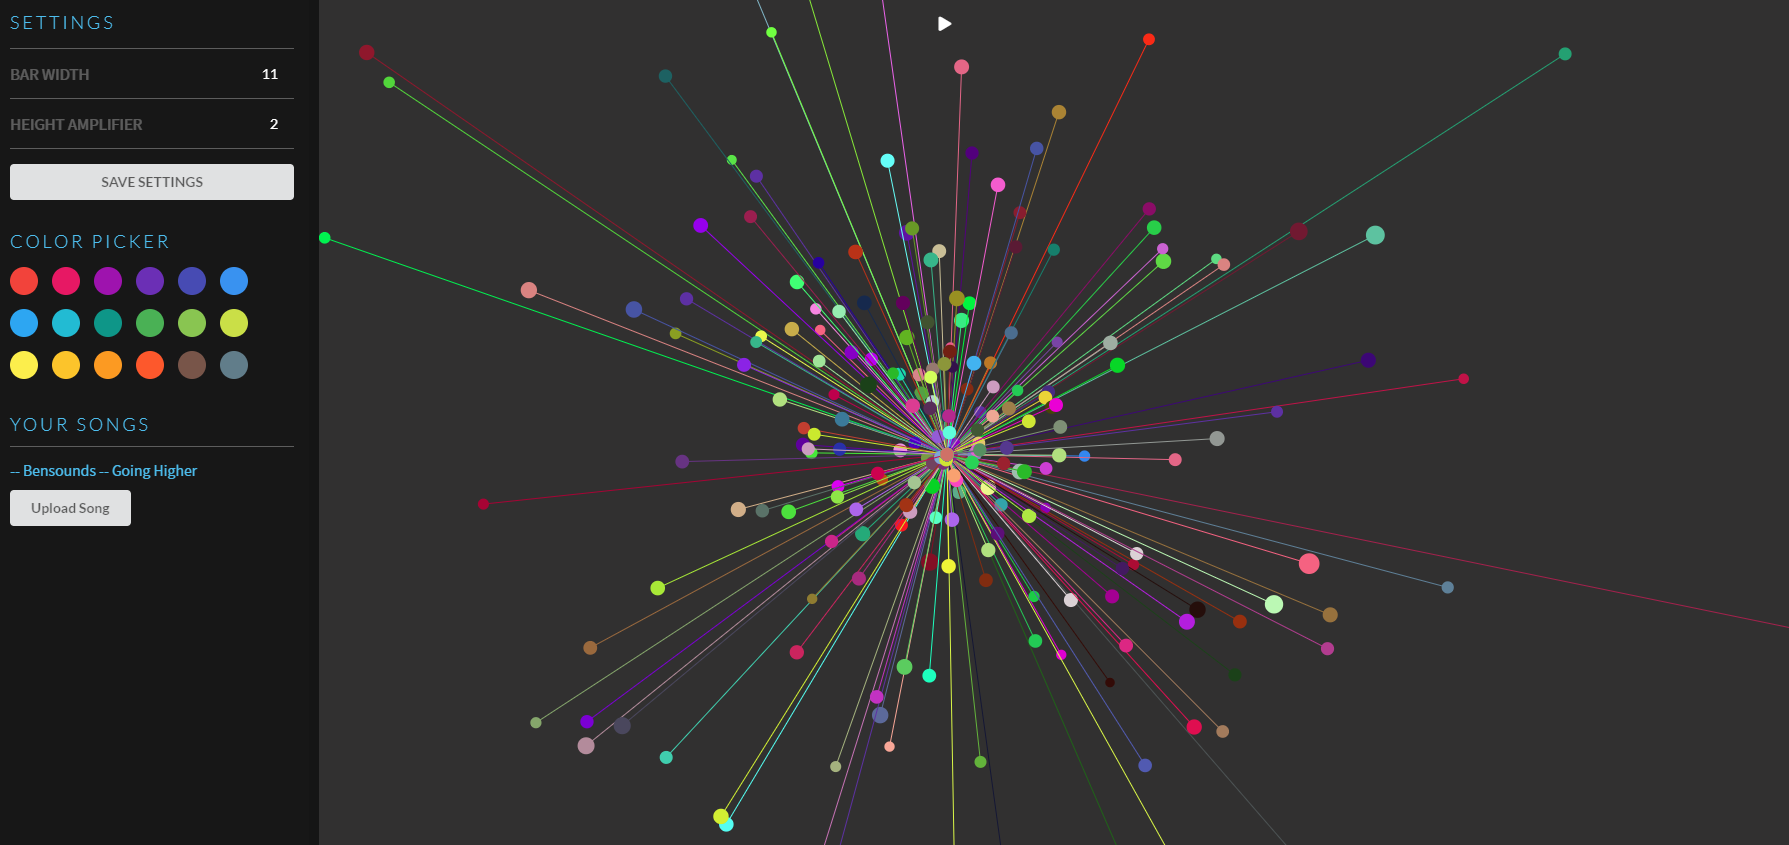 SETTINGS
BAR WIDTH 11
HEIGHT AMPLIFIER 2
SAVE SETTINGS
COLOR PICKER
YOUR SONGS
-- Bensounds -- Going Higher
Upload Song